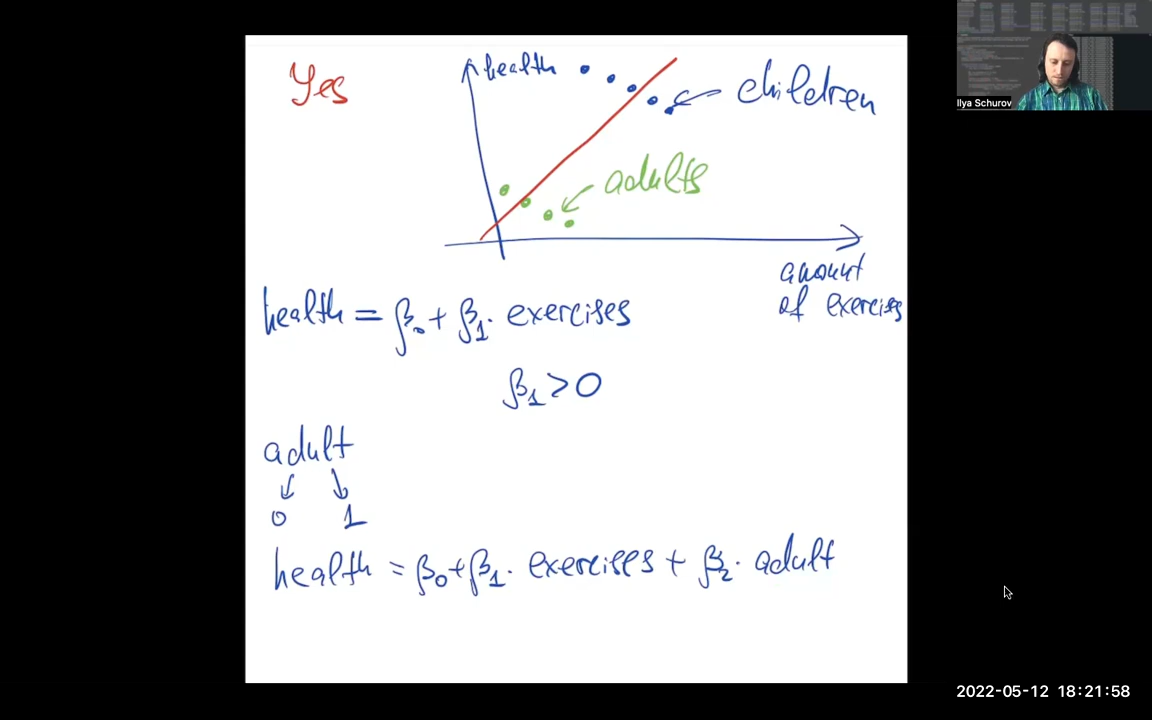 Yes
health
children
adults
amount
of exercises
health = β₀ + β₁ · exercises
β₁ > 0
adult
0 1
health = β₀ + β₁ · exercises + β₂ · adult
Ilya Schurov
2022-05-12 18:21:58